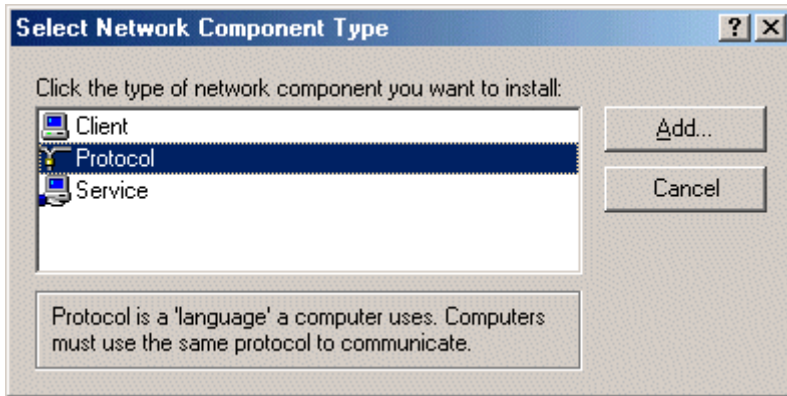 Select Network Component Type
Click the type of network component you want to install:
Client
Protocol
Service
Add...
Cancel
Protocol is a 'language' a computer uses. Computers
must use the same protocol to communicate.